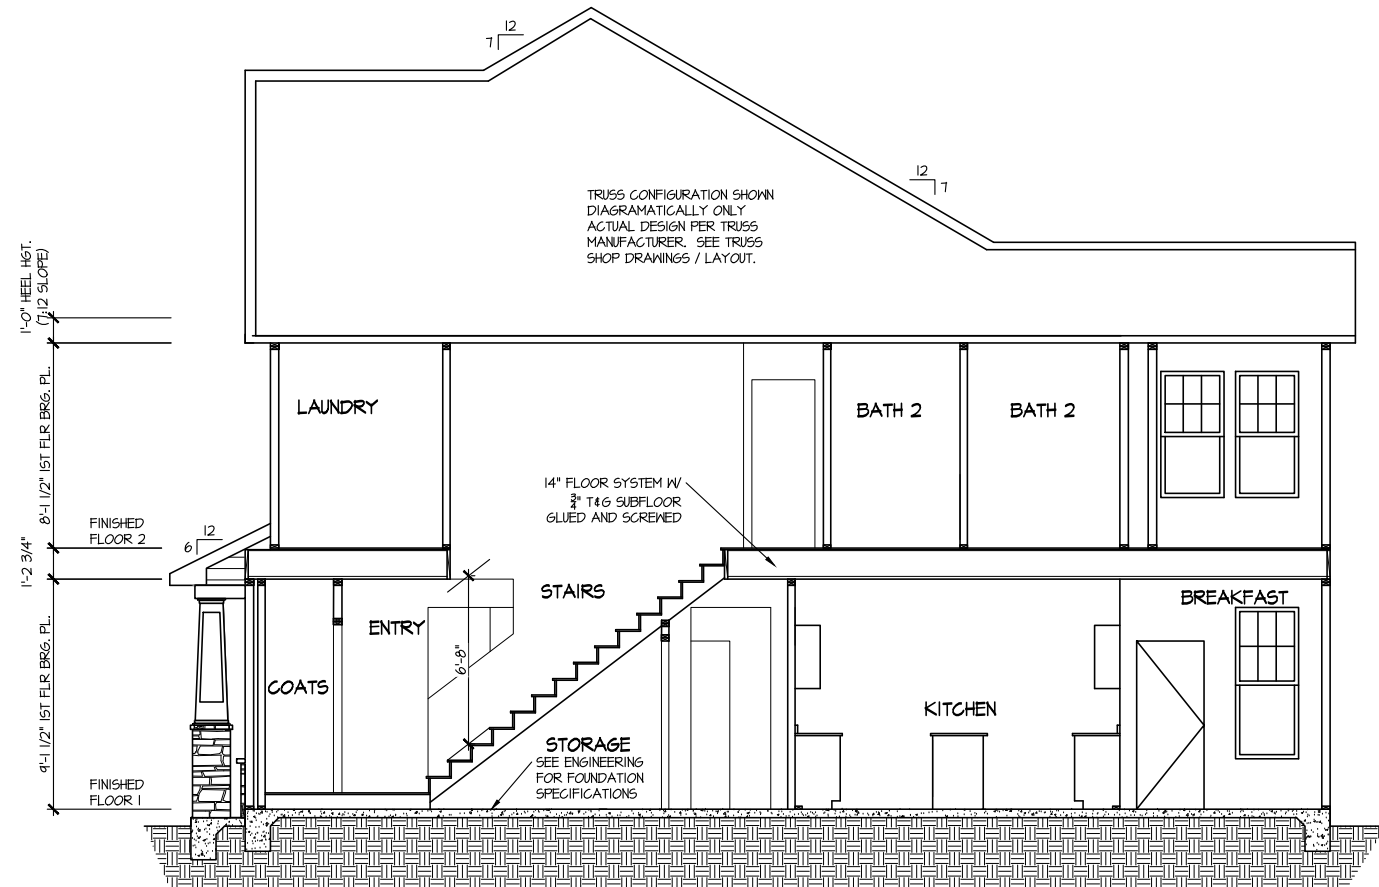 12
7
12
7
TRUSS CONFIGURATION SHOWN
DIAGRAMATICALLY ONLY
ACTUAL DESIGN PER TRUSS
MANUFACTURER. SEE TRUSS
SHOP DRAWINGS / LAYOUT.
1'-0" HEEL HGT.
(7:12 SLOPE)
8'-1 1/2" 1ST FLR BRG. PL.
LAUNDRY
BATH 2
BATH 2
14" FLOOR SYSTEM W/
3/4" T&G SUBFLOOR
GLUED AND SCREWED
FINISHED
FLOOR 2
12
6
1'-2 3/4"
STAIRS
BREAKFAST
ENTRY
6'-8"
COATS
KITCHEN
9'-1 1/2" 1ST FLR BRG. PL.
STORAGE
SEE ENGINEERING
FOR FOUNDATION
SPECIFICATIONS
FINISHED
FLOOR 1